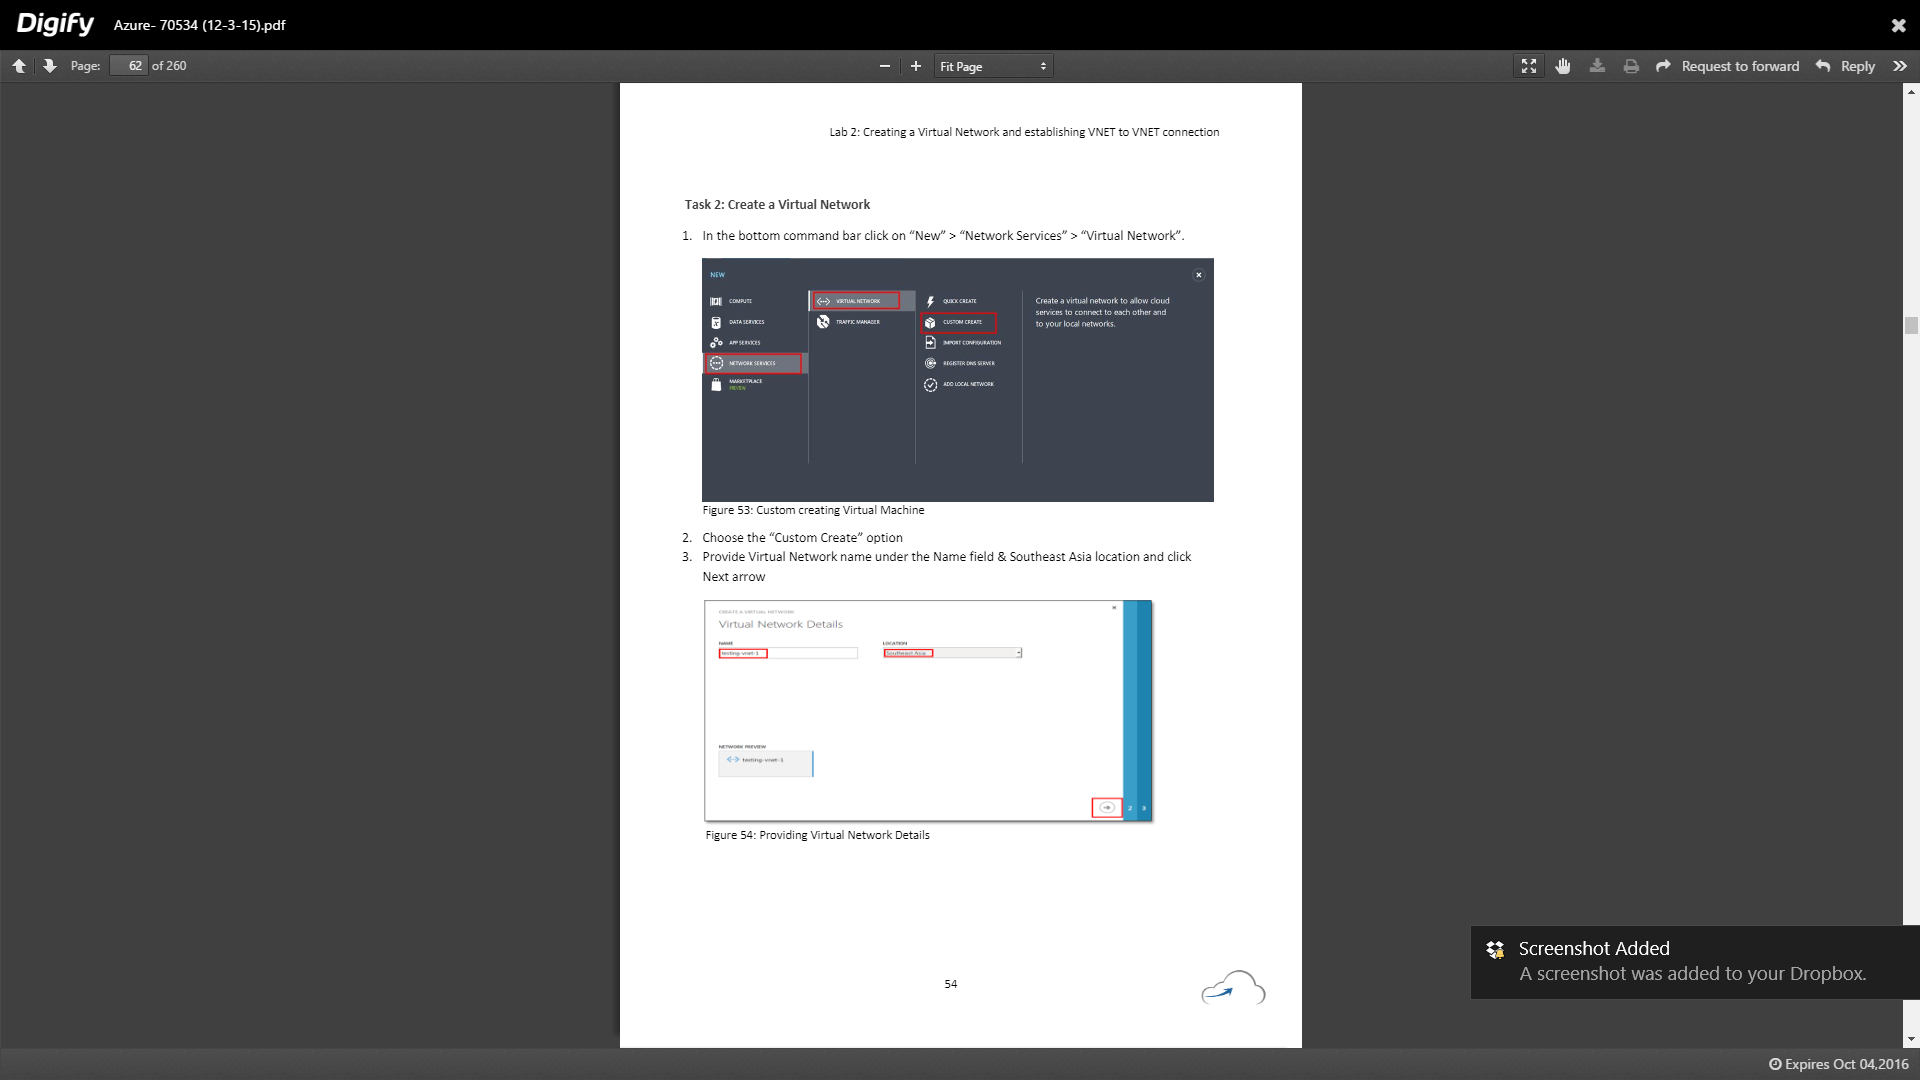 Digify
Azure- 70534 (12-3-15).pdf
Page: 62 of 260
Fit Page
Request to forward
Reply
Lab 2: Creating a Virtual Network and establishing VNET to VNET connection
Task 2: Create a Virtual Network
1. In the bottom command bar click on “New” > “Network Services” > “Virtual Network”.
NEW
COMPUTE
DATA SERVICES
APP SERVICES
NETWORK SERVICES
MARKETPLACE
PREVIEW
VIRTUAL NETWORK
TRAFFIC MANAGER
QUICK CREATE
CUSTOM CREATE
IMPORT CONFIGURATION
REGISTER DNS SERVER
ADD LOCAL NETWORK
Create a virtual network to allow cloud
services to connect to each other and
to your local networks.
Figure 53: Custom creating Virtual Machine
2. Choose the “Custom Create” option
3. Provide Virtual Network name under the Name field & Southeast Asia location and click
Next arrow
CREATE A VIRTUAL NETWORK
Virtual Network Details
NAME
testing-vnet-1
LOCATION
Southeast Asia
NETWORK PREVIEW
testing-vnet-1
2 3
Figure 54: Providing Virtual Network Details
54
Screenshot Added
A screenshot was added to your Dropbox.
Expires Oct 04,2016